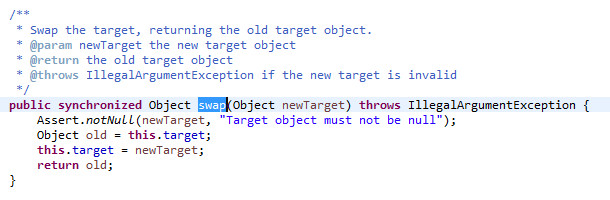 /**
 * Swap the target, returning the old target object.
 * @param newTarget the new target object
 * @return the old target object
 * @throws IllegalArgumentException if the new target is invalid
 */
public synchronized Object swap(Object newTarget) throws IllegalArgumentException {
    Assert.notNull(newTarget, "Target object must not be null");
    Object old = this.target;
    this.target = newTarget;
    return old;
}